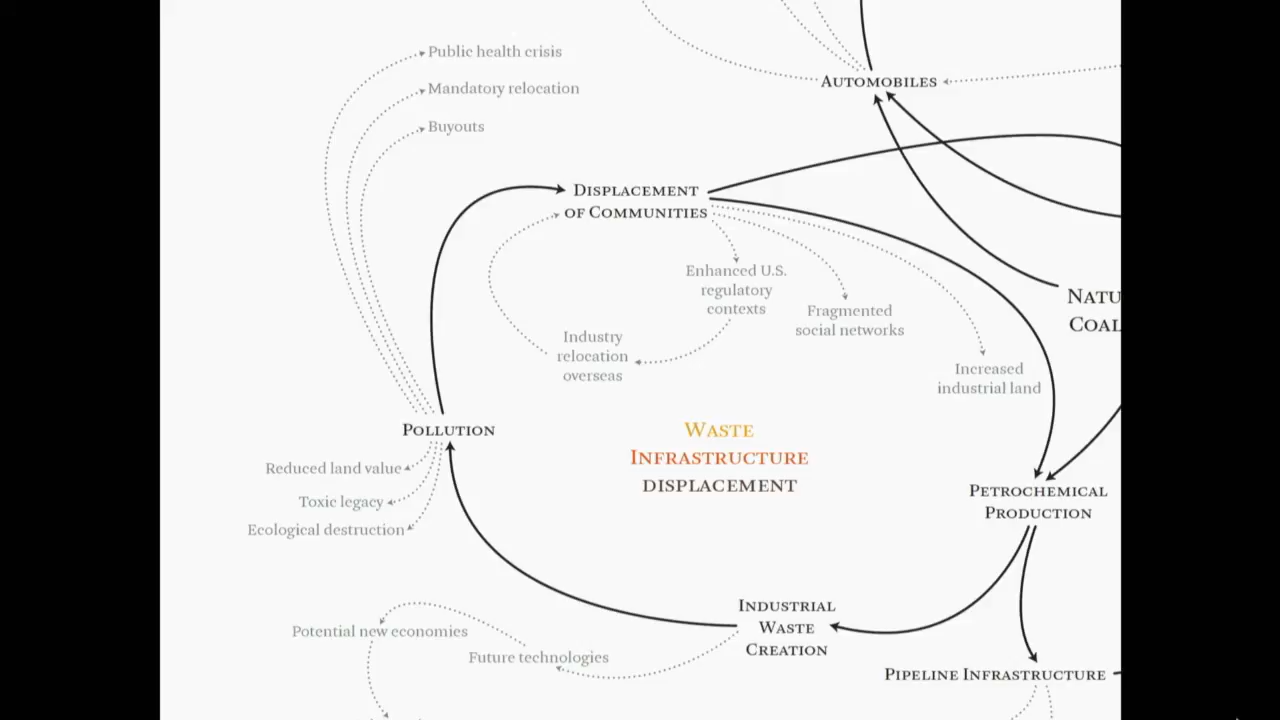 Public health crisis
Mandatory relocation
Buyouts
AUTOMOBILES
DISPLACEMENT
OF COMMUNITIES
Enhanced U.S.
regulatory
contexts
Fragmented
social networks
Industry
relocation
overseas
Increased
industrial land
NATU
COAL
POLLUTION
Reduced land value
Toxic legacy
Ecological destruction
WASTE
INFRASTRUCTURE
DISPLACEMENT
PETROCHEMICAL
PRODUCTION
INDUSTRIAL
WASTE
CREATION
Potential new economies
Future technologies
PIPELINE INFRASTRUCTURE